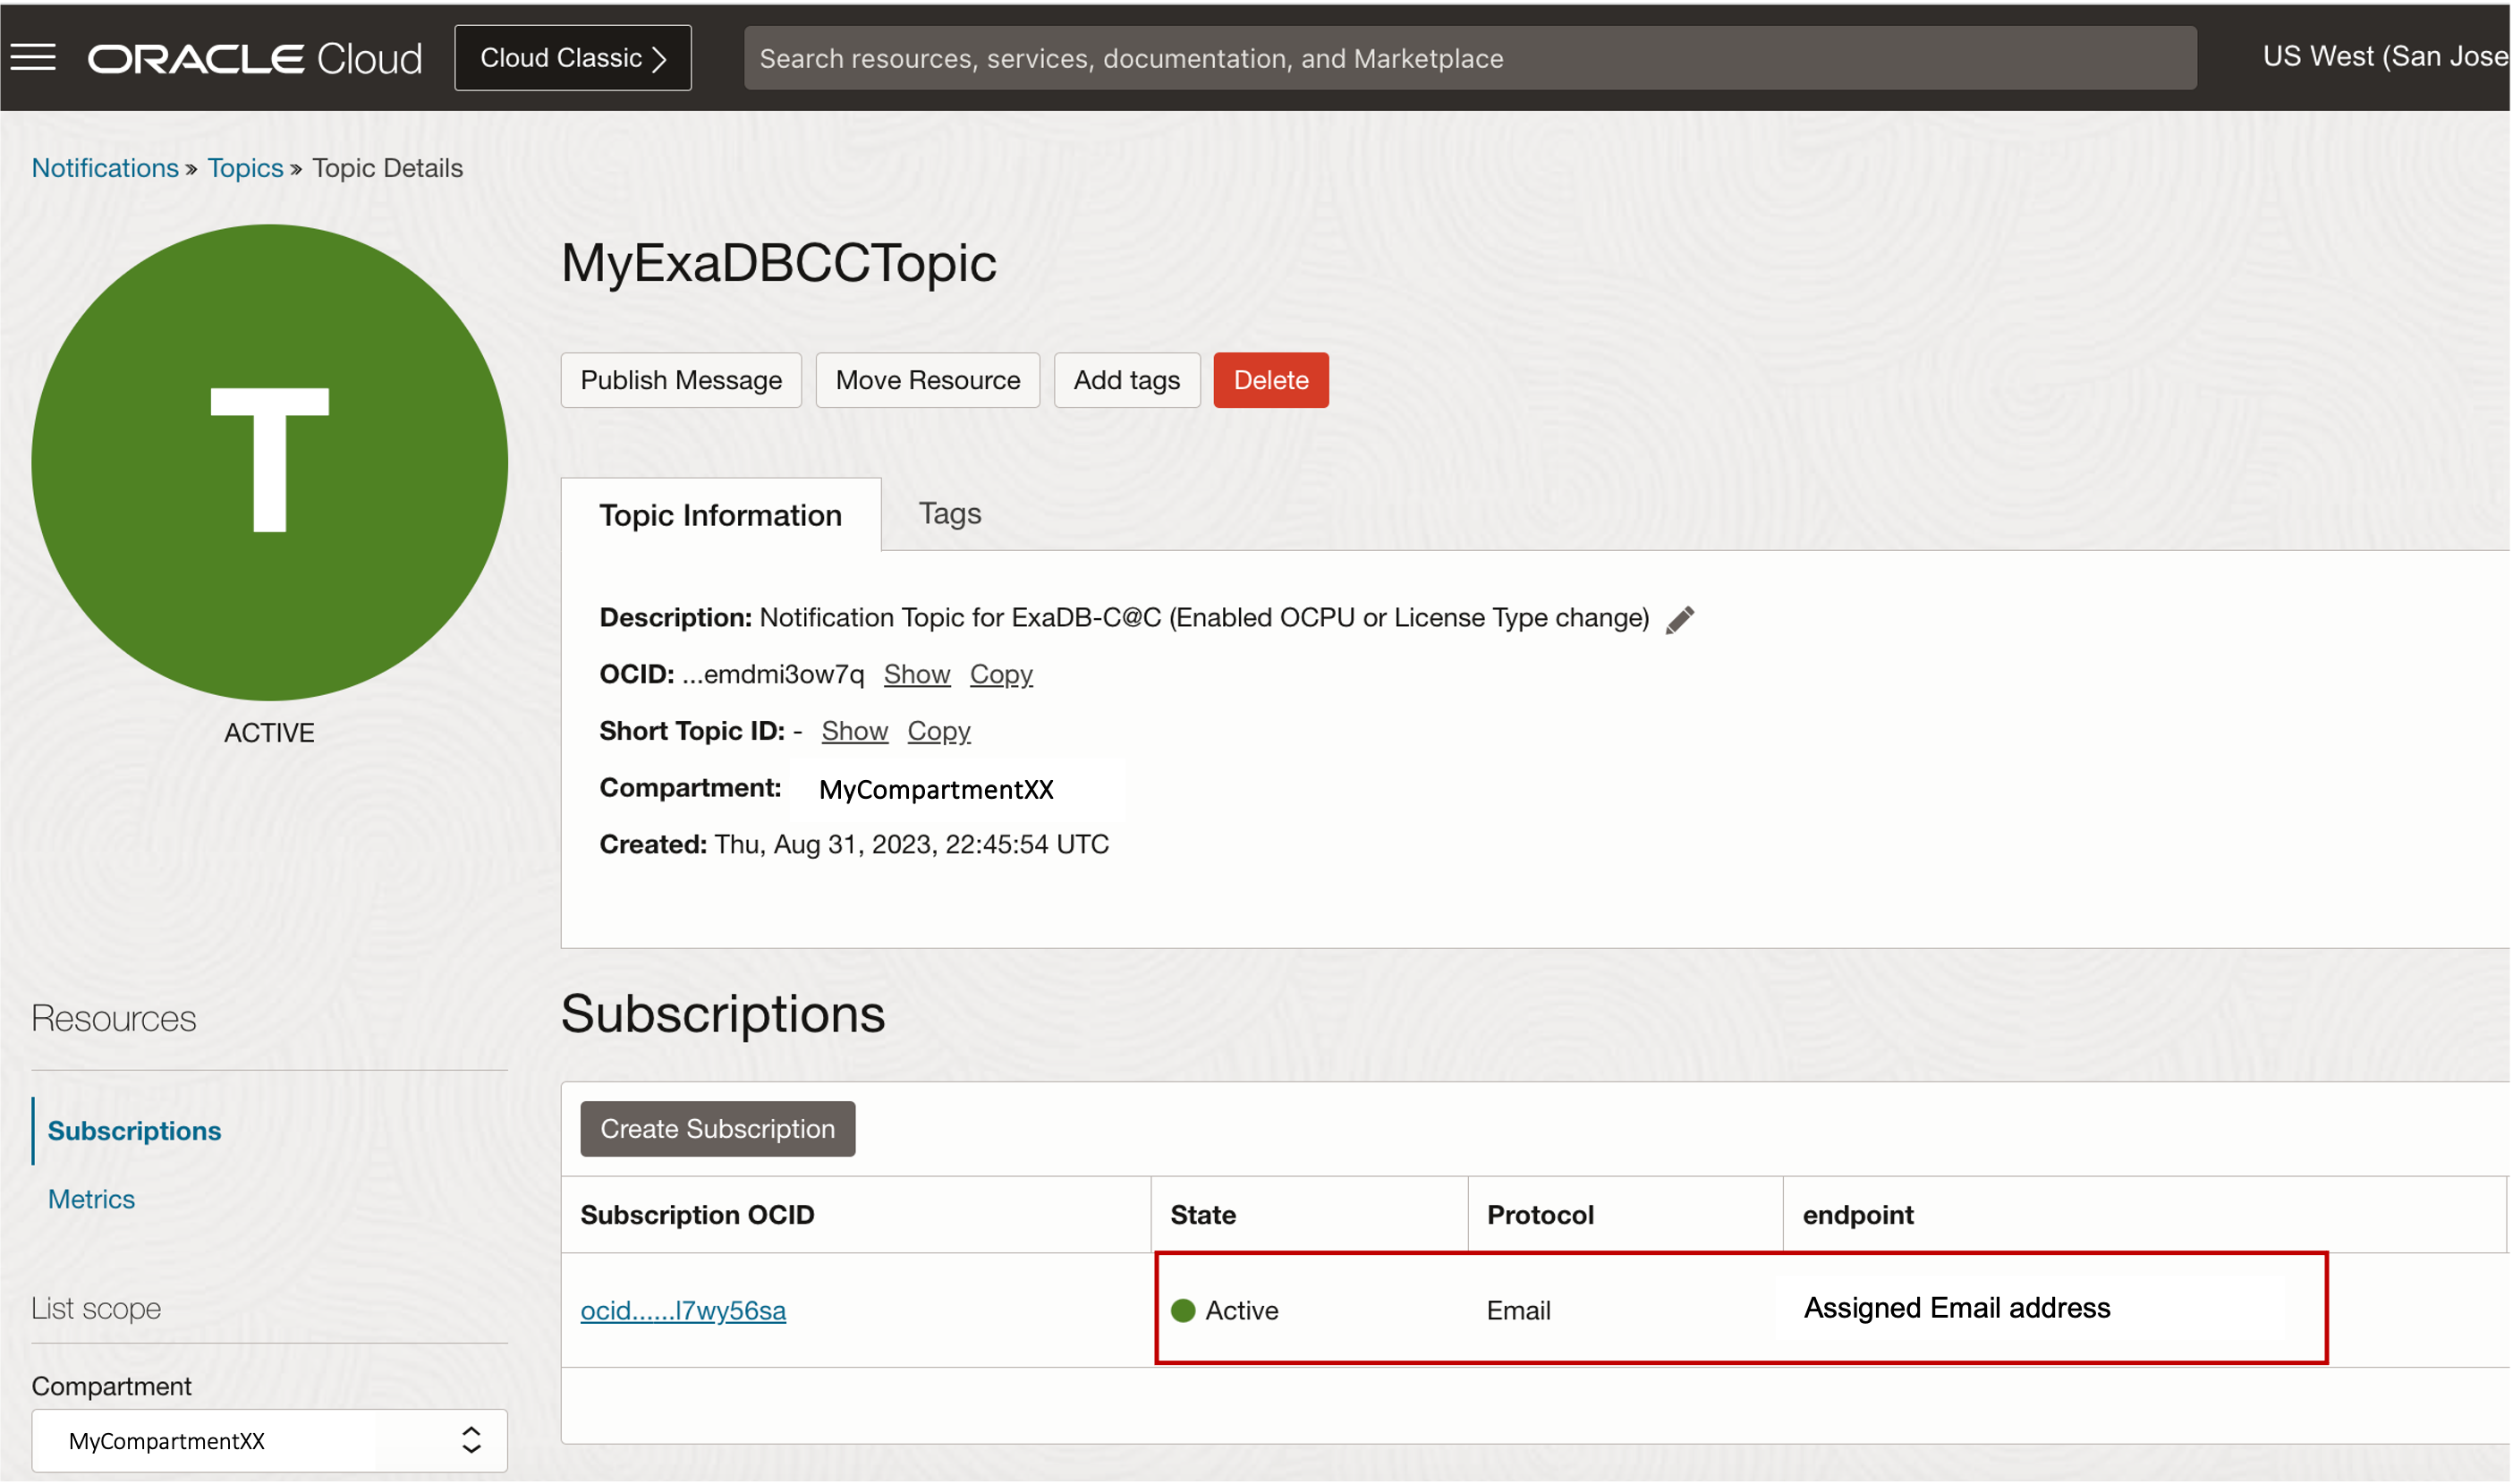 ORACLE Cloud
Cloud Classic
Search resources, services, documentation, and Marketplace
US West (San Jose
Notifications » Topics » Topic Details
T
ACTIVE
MyExaDBCCTopic
Publish Message
Move Resource
Add tags
Delete
Topic Information
Tags
Description: Notification Topic for ExaDB-C@C (Enabled OCPU or License Type change)
OCID: ...emdmi3ow7q Show Copy
Short Topic ID: - Show Copy
Compartment: MyCompartmentXX
Created: Thu, Aug 31, 2023, 22:45:54 UTC
Resources
Subscriptions
Metrics
List scope
Compartment
MyCompartmentXX
Subscriptions
Create Subscription
Subscription OCID State Protocol endpoint
ocid......l7wy56sa Active Email Assigned Email address